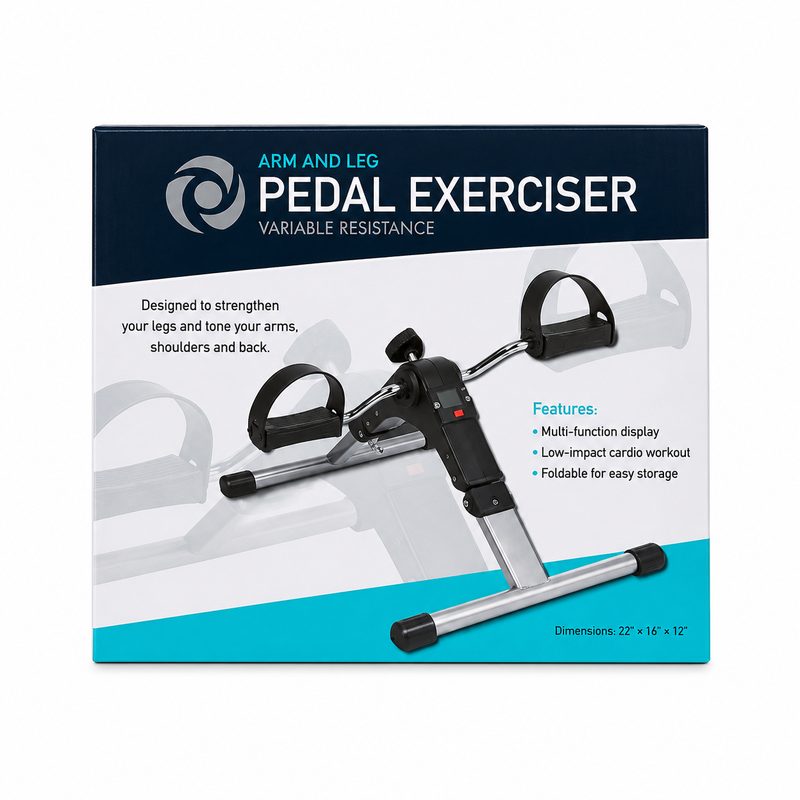 ARM AND LEG
PEDAL EXERCISER
VARIABLE RESISTANCE
Designed to strengthen
your legs and tone your arms,
shoulders and back.
Features:
• Multi-function display
• Low-impact cardio workout
• Foldable for easy storage
Dimensions: 22" × 16" × 12"